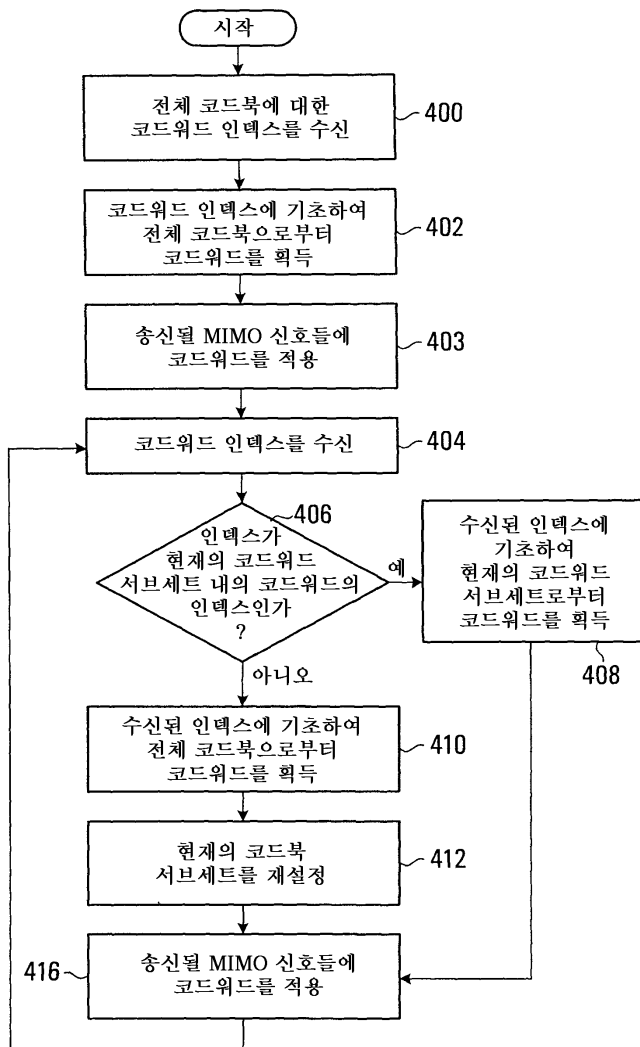 시작
전체 코드북에 대한
코드워드 인덱스를 수신
400
코드워드 인덱스에 기초하여
전체 코드북으로부터
코드워드를 획득
402
송신될 MIMO 신호들에
코드워드를 적용
403
코드워드 인덱스를 수신
404
406
인덱스가
현재의 코드워드
서브세트 내의 코드워드의
인덱스인가
?
예
수신된 인덱스에
기초하여
현재의 코드워드
서브세트로부터
코드워드를 획득
408
아니오
수신된 인덱스에 기초하여
전체 코드북으로부터
코드워드를 획득
410
현재의 코드북
서브세트를 재설정
412
송신될 MIMO 신호들에
코드워드를 적용
416